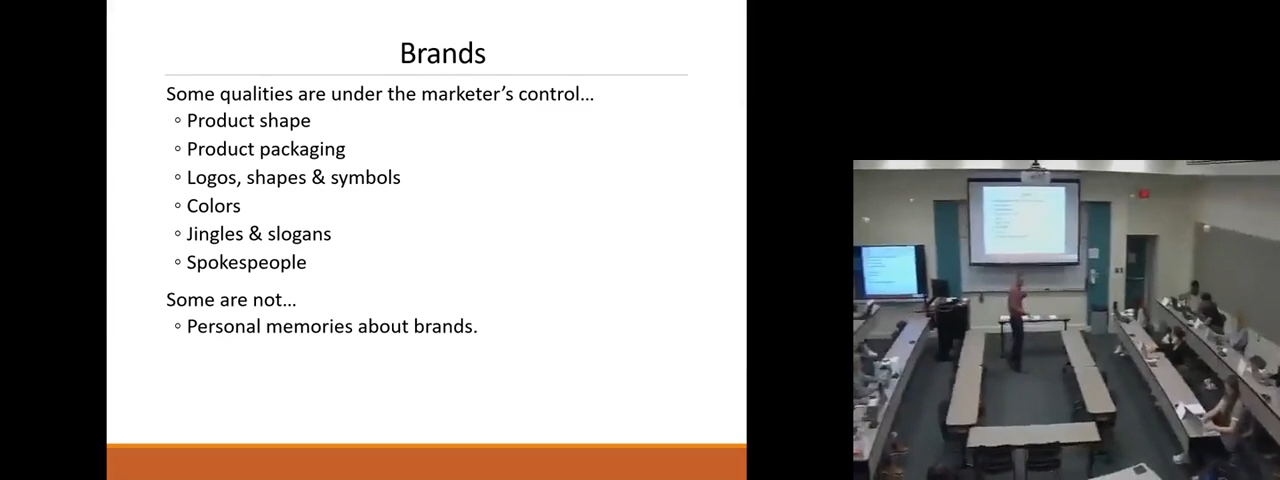 Brands
Some qualities are under the marketer’s control…
◦ Product shape
◦ Product packaging
◦ Logos, shapes & symbols
◦ Colors
◦ Jingles & slogans
◦ Spokespeople
Some are not…
◦ Personal memories about brands.